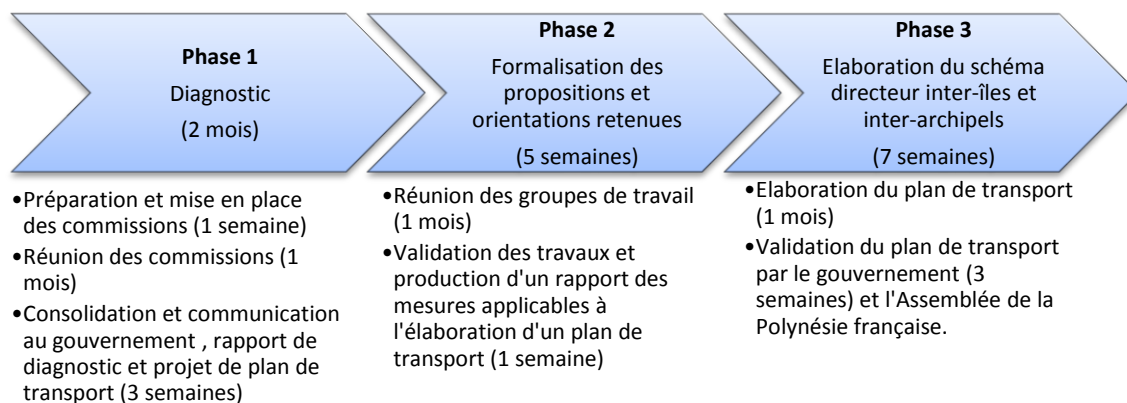 Phase 1
Diagnostic
(2 mois)
•Préparation et mise en place
des commissions (1 semaine)
•Réunion des commissions (1
mois)
•Consolidation et communication
au gouvernement , rapport de
diagnostic et projet de plan de
transport (3 semaines)
Phase 2
Formalisation des
propositions et
orientations retenues
(5 semaines)
•Réunion des groupes de travail
(1 mois)
•Validation des travaux et
production d'un rapport des
mesures applicables à
l'élaboration d'un plan de
transport (1 semaine)
Phase 3
Elaboration du schéma
directeur inter-îles et
inter-archipels
(7 semaines)
•Elaboration du plan de transport
(1 mois)
•Validation du plan de transport
par le gouvernement (3
semaines) et l'Assemblée de la
Polynésie française.